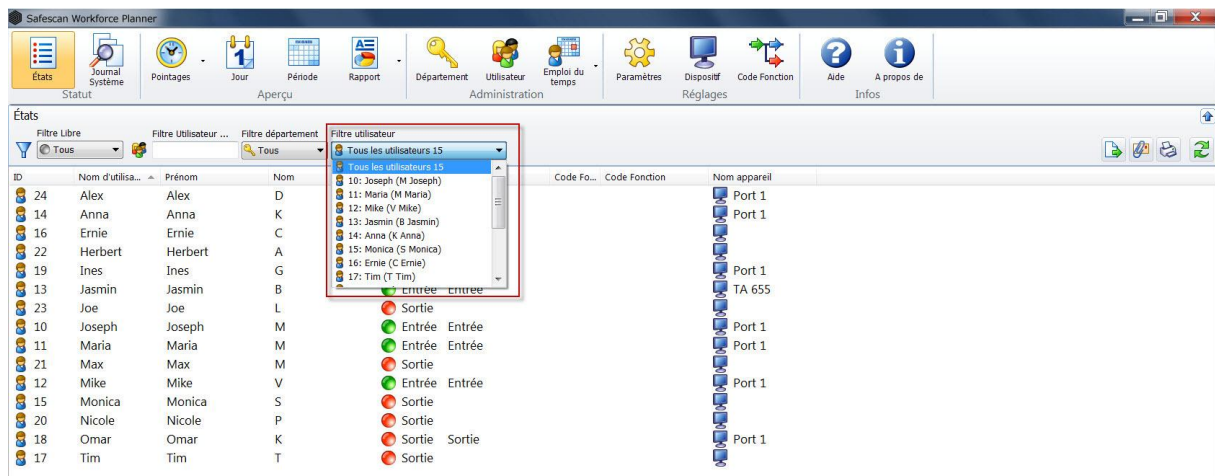 Safescan Workforce Planner
États Journal Système Pointages Jour Période Rapport Département Utilisateur Emploi du temps Paramètres Dispositif Code Fonction Aide A propos de
Statut Aperçu Administration Réglages Infos
États
Filtre Libre Filtre Utilisateur ... Filtre département Filtre utilisateur
Tous Tous Tous les utilisateurs 15
Tous les utilisateurs 15
10: Joseph (M Joseph)
11: Maria (M Maria)
12: Mike (V Mike)
13: Jasmin (B Jasmin)
14: Anna (K Anna)
15: Monica (S Monica)
16: Ernie (C Ernie)
17: Tim (T Tim)
ID Nom d'utilisa... Prénom Nom Code Fo... Code Fonction Nom appareil
24 Alex Alex D Port 1
14 Anna Anna K Port 1
16 Ernie Ernie C
22 Herbert Herbert A
19 Ines Ines G Port 1
13 Jasmin Jasmin B Entrée Entrée TA 655
23 Joe Joe L Sortie
10 Joseph Joseph M Entrée Entrée Port 1
11 Maria Maria M Entrée Entrée Port 1
21 Max Max M Sortie
12 Mike Mike V Entrée Entrée Port 1
15 Monica Monica S Sortie
20 Nicole Nicole P Sortie
18 Omar Omar K Sortie Sortie Port 1
17 Tim Tim T Sortie